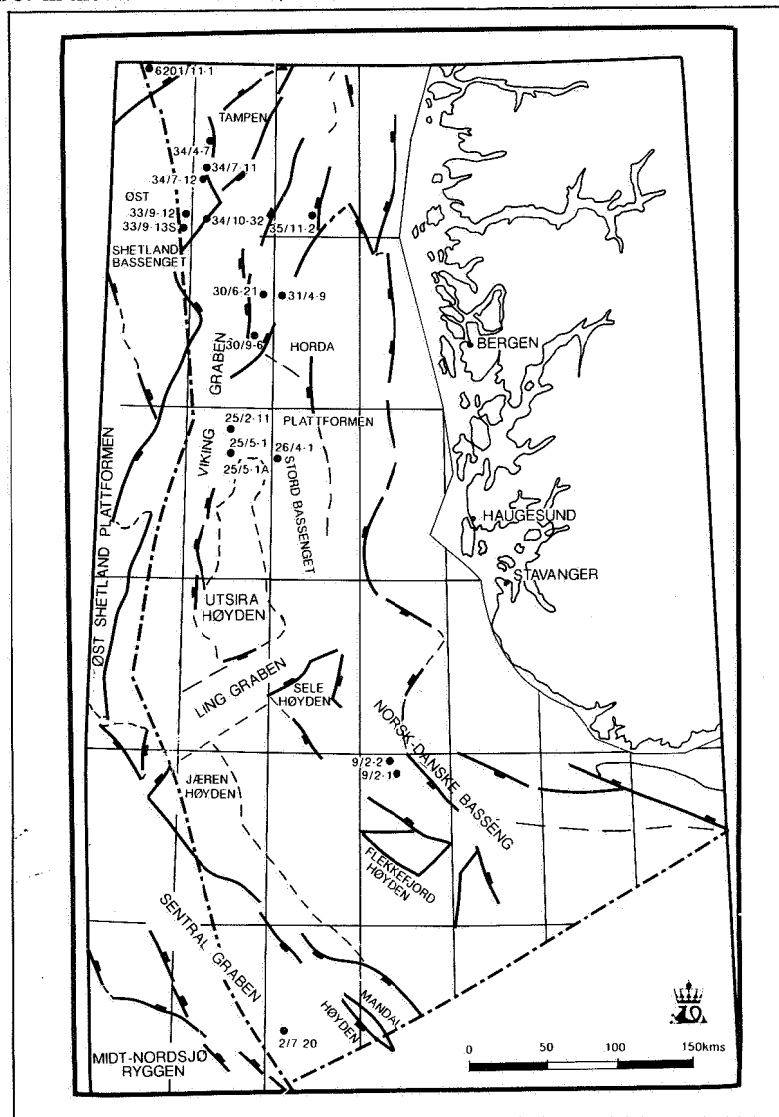 6201/11-1
TAMPEN
34/4-7
34/7-11
34/7-12
ØST
33/9-12
33/9-13S
34/10-32
35/11-2
SHETLAND
BASSENGET
30/6-21
31/4-9
30/9-6
BERGEN
HORDA
GRABEN
25/2-11
PLATTFORMEN
VIKING
25/5-1
26/4-1
25/5-1A
STORD BASSENGET
ØST SHETLAND PLATTFORMEN
HAUGESUND
STAVANGER
UTSIRA
HØYDEN
LING GRABEN
SELE
HØYDEN
NORSK-DANSKE BASSENG
9/2-2
9/2-1
JÆREN
HØYDEN
FLEKKEFJORD
HØYDEN
SENTRAL GRABEN
MANDAL
HØYDEN
2/7 20
MIDT-NORDSJØ
RYGGEN
0 50 100 150kms